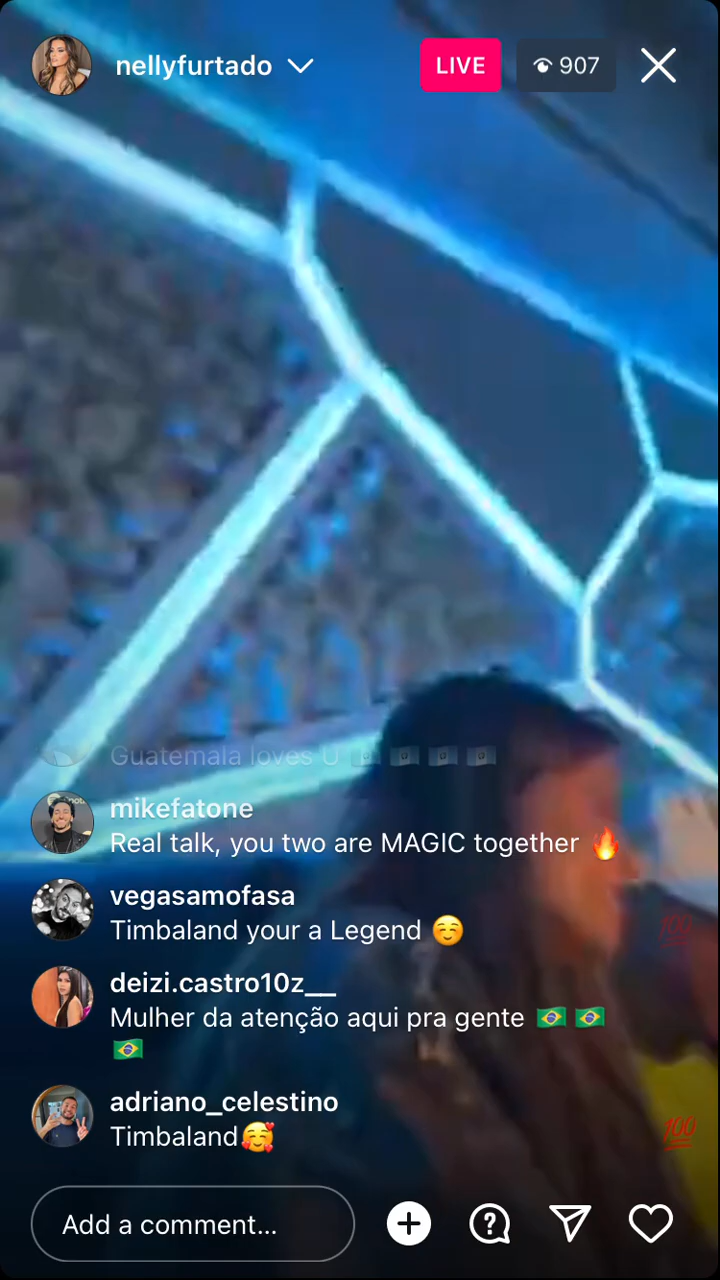 nellyfurtado
LIVE
907
Guatemala loves U 🇬🇹 🇬🇹 🇬🇹 🇬🇹
mikefatone
Real talk, you two are MAGIC together 🔥
vegasamofasa
Timbaland your a Legend ☺️
💯
deizi.castro10z__
Mulher da atenção aqui pra gente 🇧🇷 🇧🇷
🇧🇷
adriano_celestino
Timbaland🥰
💯
Add a comment...